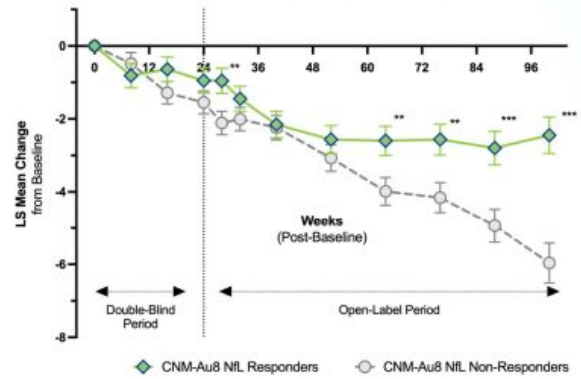 0
-2
-4
-6
-8
LS Mean Change
from Baseline
0 12 24 36 48 60 72 84 96
**
**
**
***
***
Weeks
(Post-Baseline)
Double-Blind
Period
Open-Label Period
CNM-Au8 NfL Responders
CNM-Au8 NfL Non-Responders